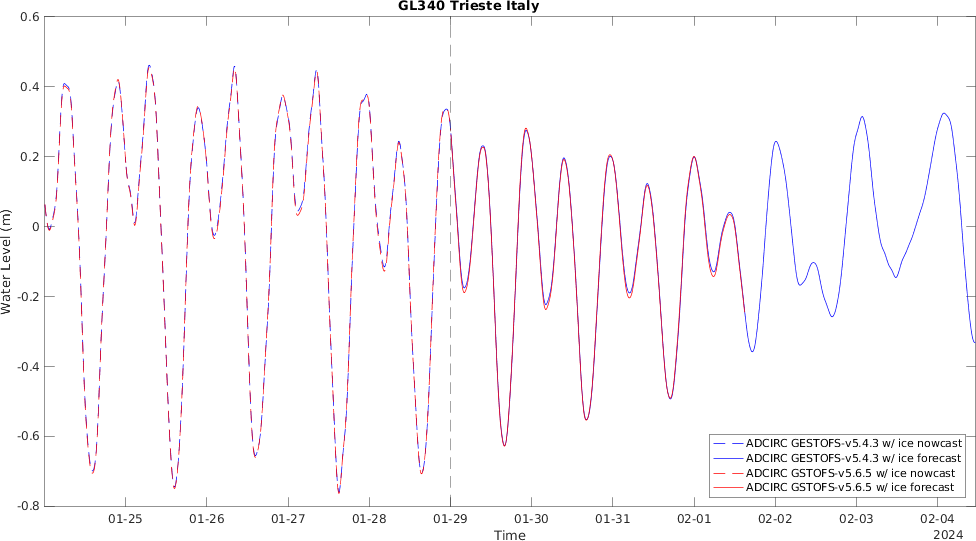 GL340 Trieste Italy
0.6
0.4
0.2
0
-0.2
-0.4
-0.6
-0.8
Water Level (m)
01-25 01-26 01-27 01-28 01-29 01-30 01-31 02-01 02-02 02-03 02-04
Time
2024
ADCIRC GESTOFS-v5.4.3 w/ ice nowcast
ADCIRC GESTOFS-v5.4.3 w/ ice forecast
ADCIRC GSTOFS-v5.6.5 w/ ice nowcast
ADCIRC GSTOFS-v5.6.5 w/ ice forecast